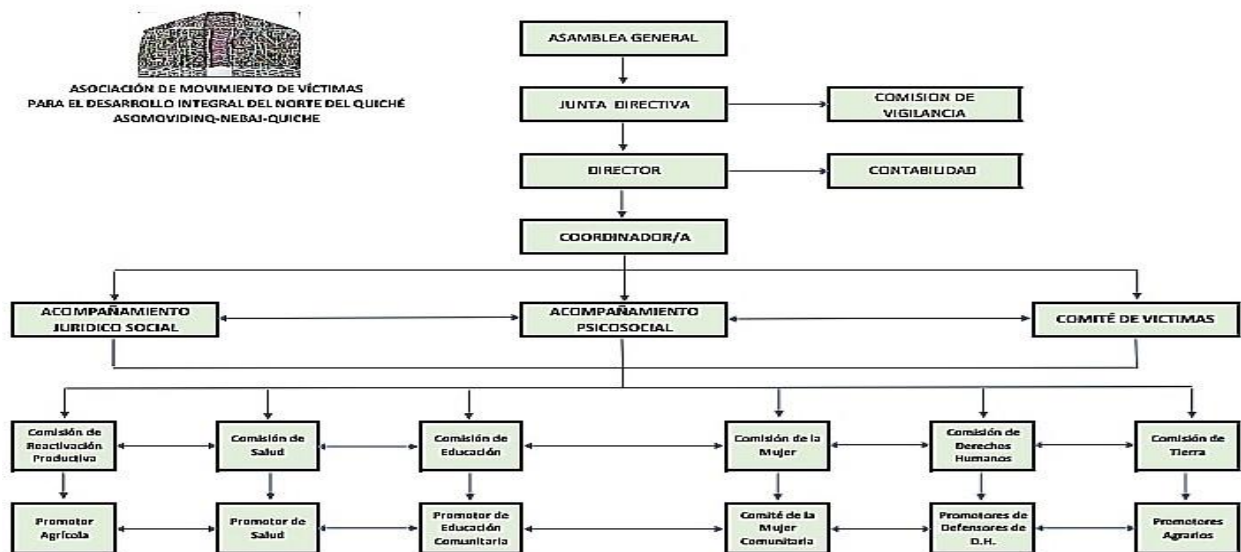 ASOCIACIÓN DE MOVIMIENTO DE VÍCTIMAS
PARA EL DESARROLLO INTEGRAL DEL NORTE DEL QUICHÉ
ASOMOVIDINQ-NEBAJ-QUICHE
ASAMBLEA GENERAL
JUNTA DIRECTIVA
COMISION DE
VIGILANCIA
DIRECTOR
CONTABILIDAD
COORDINADOR/A
ACOMPAÑAMIENTO
JURIDICO SOCIAL
ACOMPAÑAMIENTO
PSICOSOCIAL
COMITÉ DE VICTIMAS
Comisión de
Reactivación
Productiva
Comisión de
Salud
Comisión de
Educación
Comisión de la
Mujer
Comisión de
Derechos
Humanos
Comisión de
Tierra
Promotor
Agrícola
Promotor de
Salud
Promotor de
Educación
Comunitaria
Comité de la
Mujer
Comunitaria
Promotores de
Defensores de
D.H.
Promotores
Agrarios